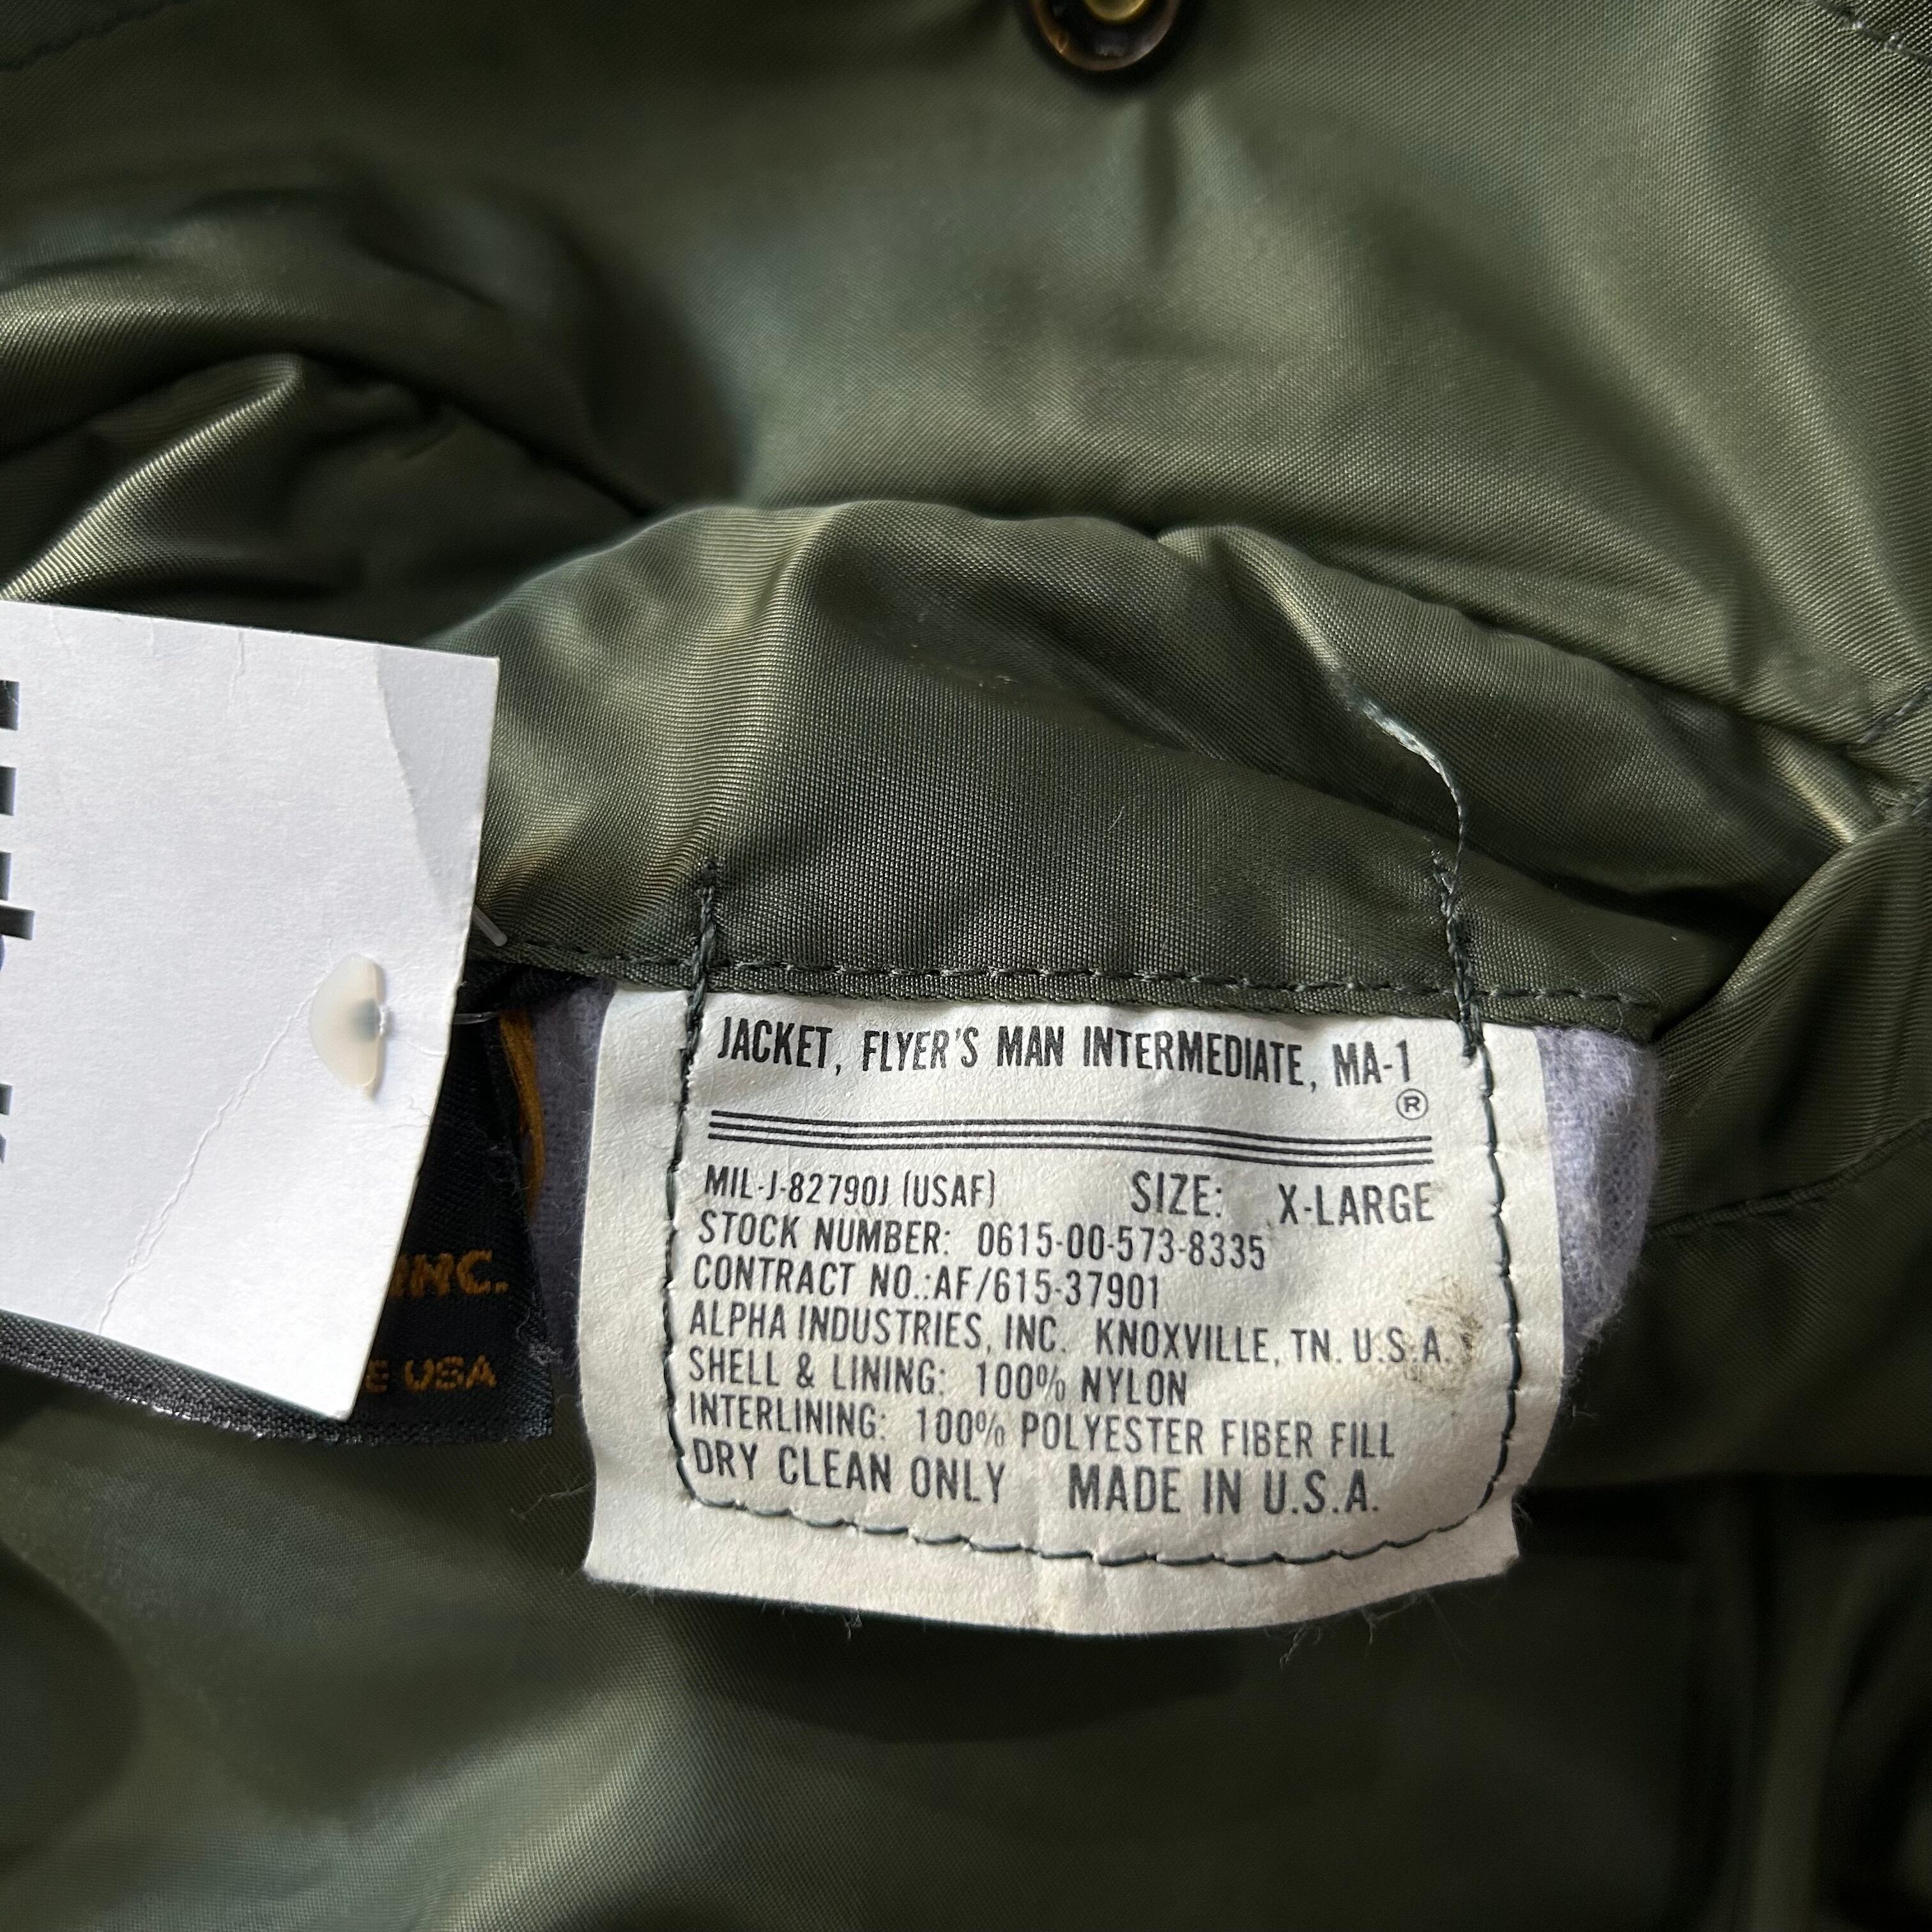 JACKET, FLYER'S MAN INTERMEDIATE, MA-1
®
MIL-J-82790J (USAF) SIZE: X-LARGE
STOCK NUMBER: 0615-00-573-8335
CONTRACT NO.:AF/615-37901
ALPHA INDUSTRIES, INC. KNOXVILLE, TN. U.S.A.
SHELL & LINING: 100% NYLON
INTERLINING: 100% POLYESTER FIBER FILL
DRY CLEAN ONLY MADE IN U.S.A.
INC.
USA